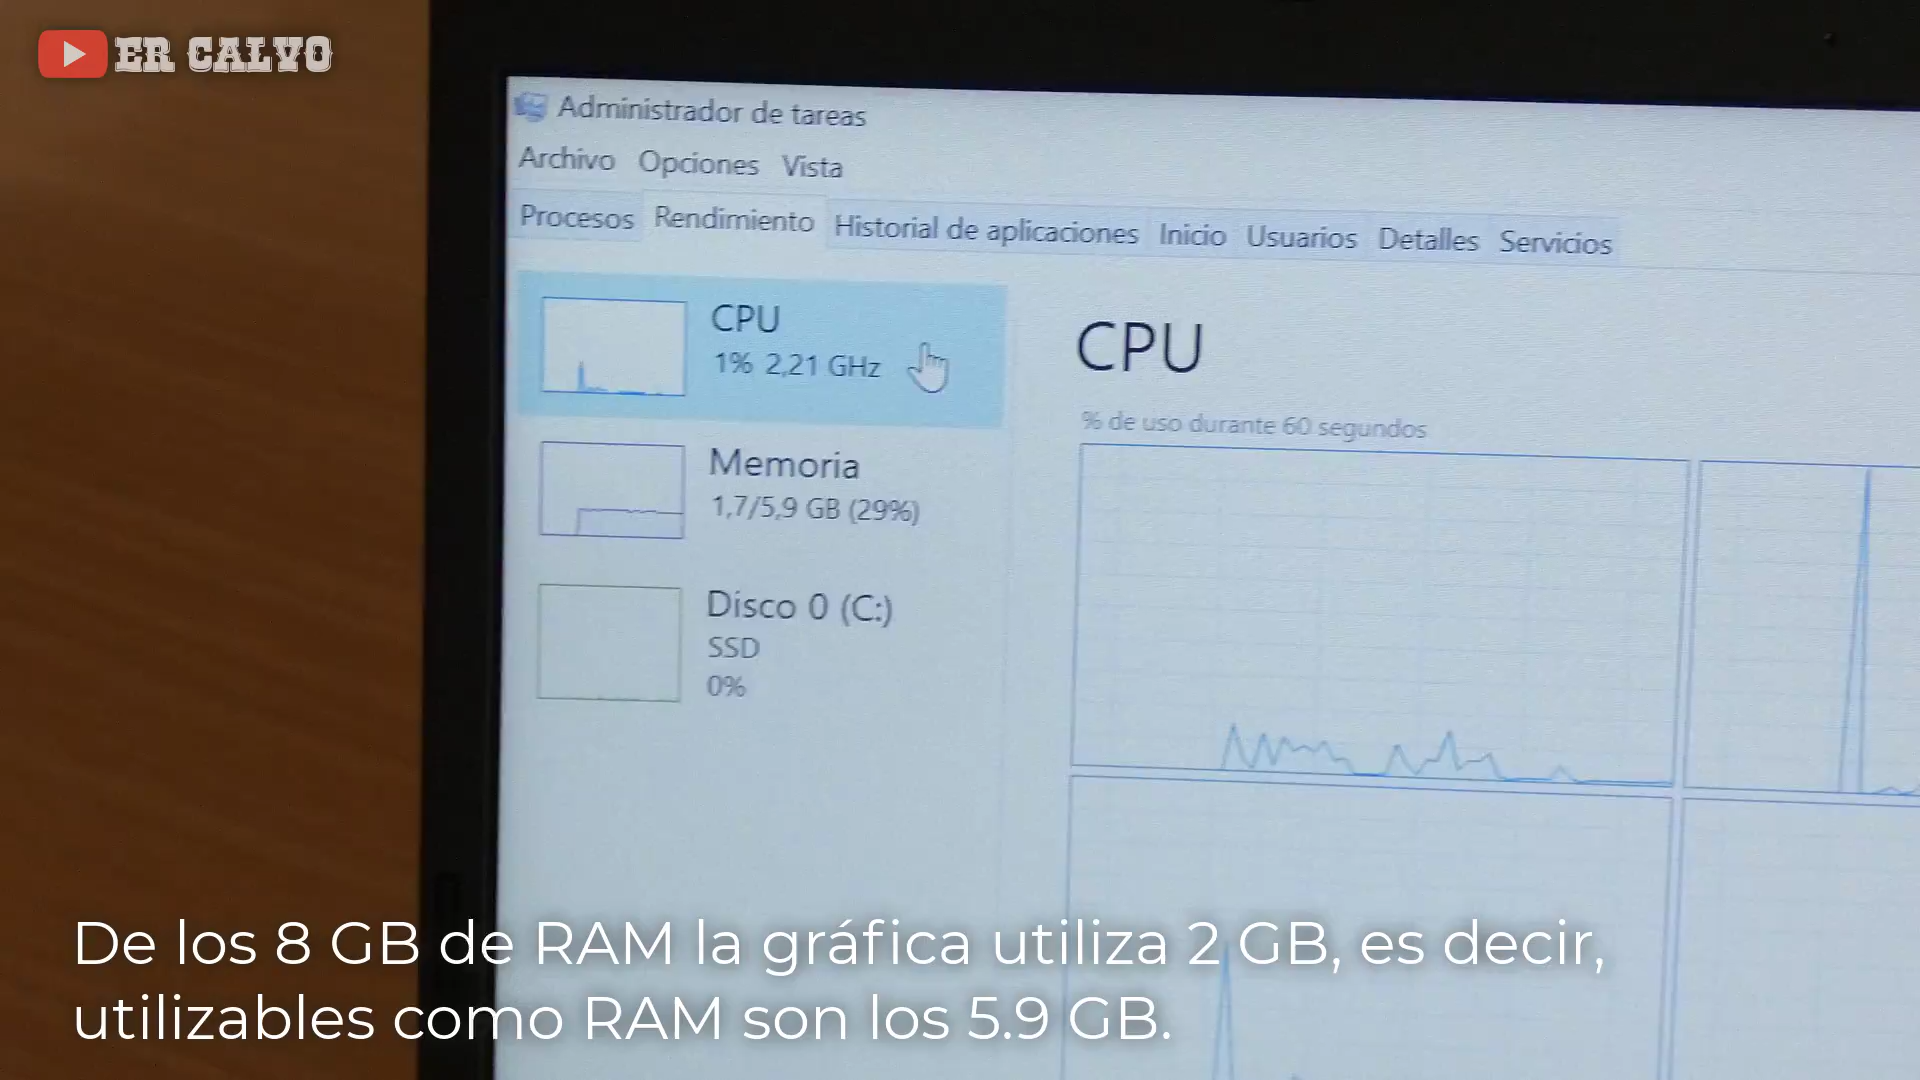 ER CALVO
Administrador de tareas
Archivo Opciones Vista
Procesos Rendimiento Historial de aplicaciones Inicio Usuarios Detalles Servicios
CPU
1% 2,21 GHz
Memoria
1,7/5,9 GB (29%)
Disco 0 (C:)
SSD
0%
CPU
% de uso durante 60 segundos
De los 8 GB de RAM la gráfica utiliza 2 GB, es decir,
utilizables como RAM son los 5.9 GB.